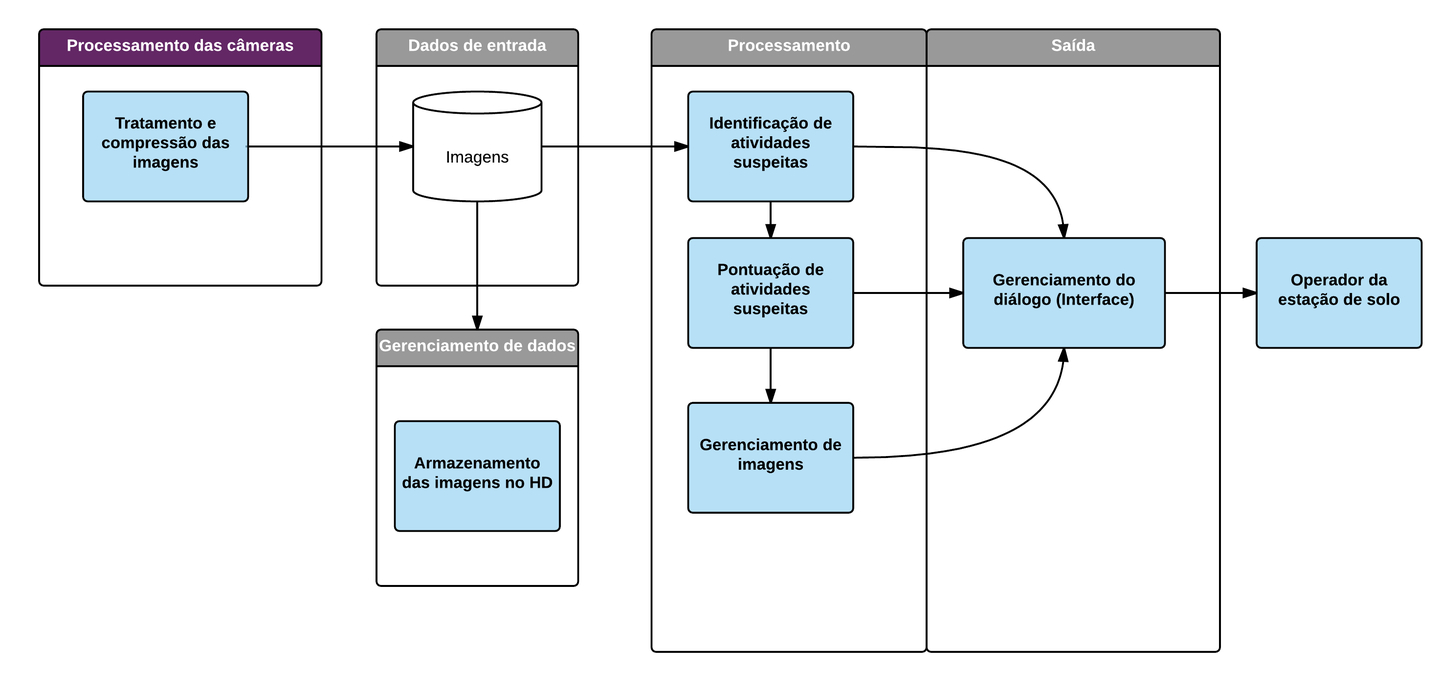 Processamento das câmeras
Tratamento e
compressão das
imagens
Dados de entrada
Imagens
Gerenciamento de dados
Armazenamento
das imagens no HD
Processamento
Identificação de
atividades
suspeitas
Pontuação de
atividades
suspeitas
Gerenciamento de
imagens
Saída
Gerenciamento do
diálogo (Interface)
Operador da
estação de solo